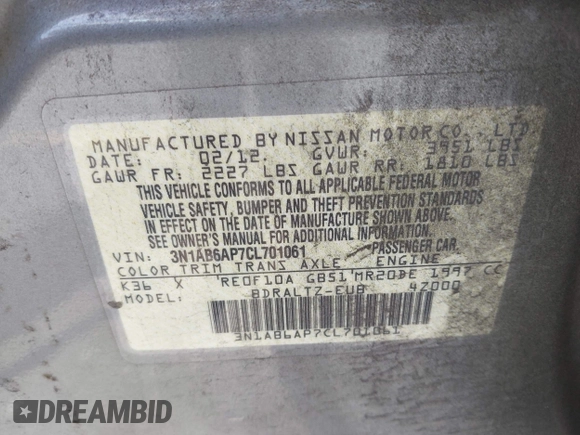 MANUFACTURED BY NISSAN MOTOR CO., LTD.
DATE: 02/12 GVWR: 3951 LBS
GAWR FR: 2227 LBS GAWR RR: 1810 LBS
THIS VEHICLE CONFORMS TO ALL APPLICABLE FEDERAL MOTOR
VEHICLE SAFETY, BUMPER AND THEFT PREVENTION STANDARDS
IN EFFECT ON THE DATE OF MANUFACTURE SHOWN ABOVE.
SEE OWNER'S MANUAL FOR ADDITIONAL INFORMATION
VIN: 3N1AB6AP7CL701061 PASSENGER CAR
COLOR TRIM TRANS AXLE ENGINE
K36 X RE0F10A GB51 MR20DE 1997 CC
MODEL: BDRALTZ-EUB 4Z000
3N1AB6AP7CL701061
DREAMBID